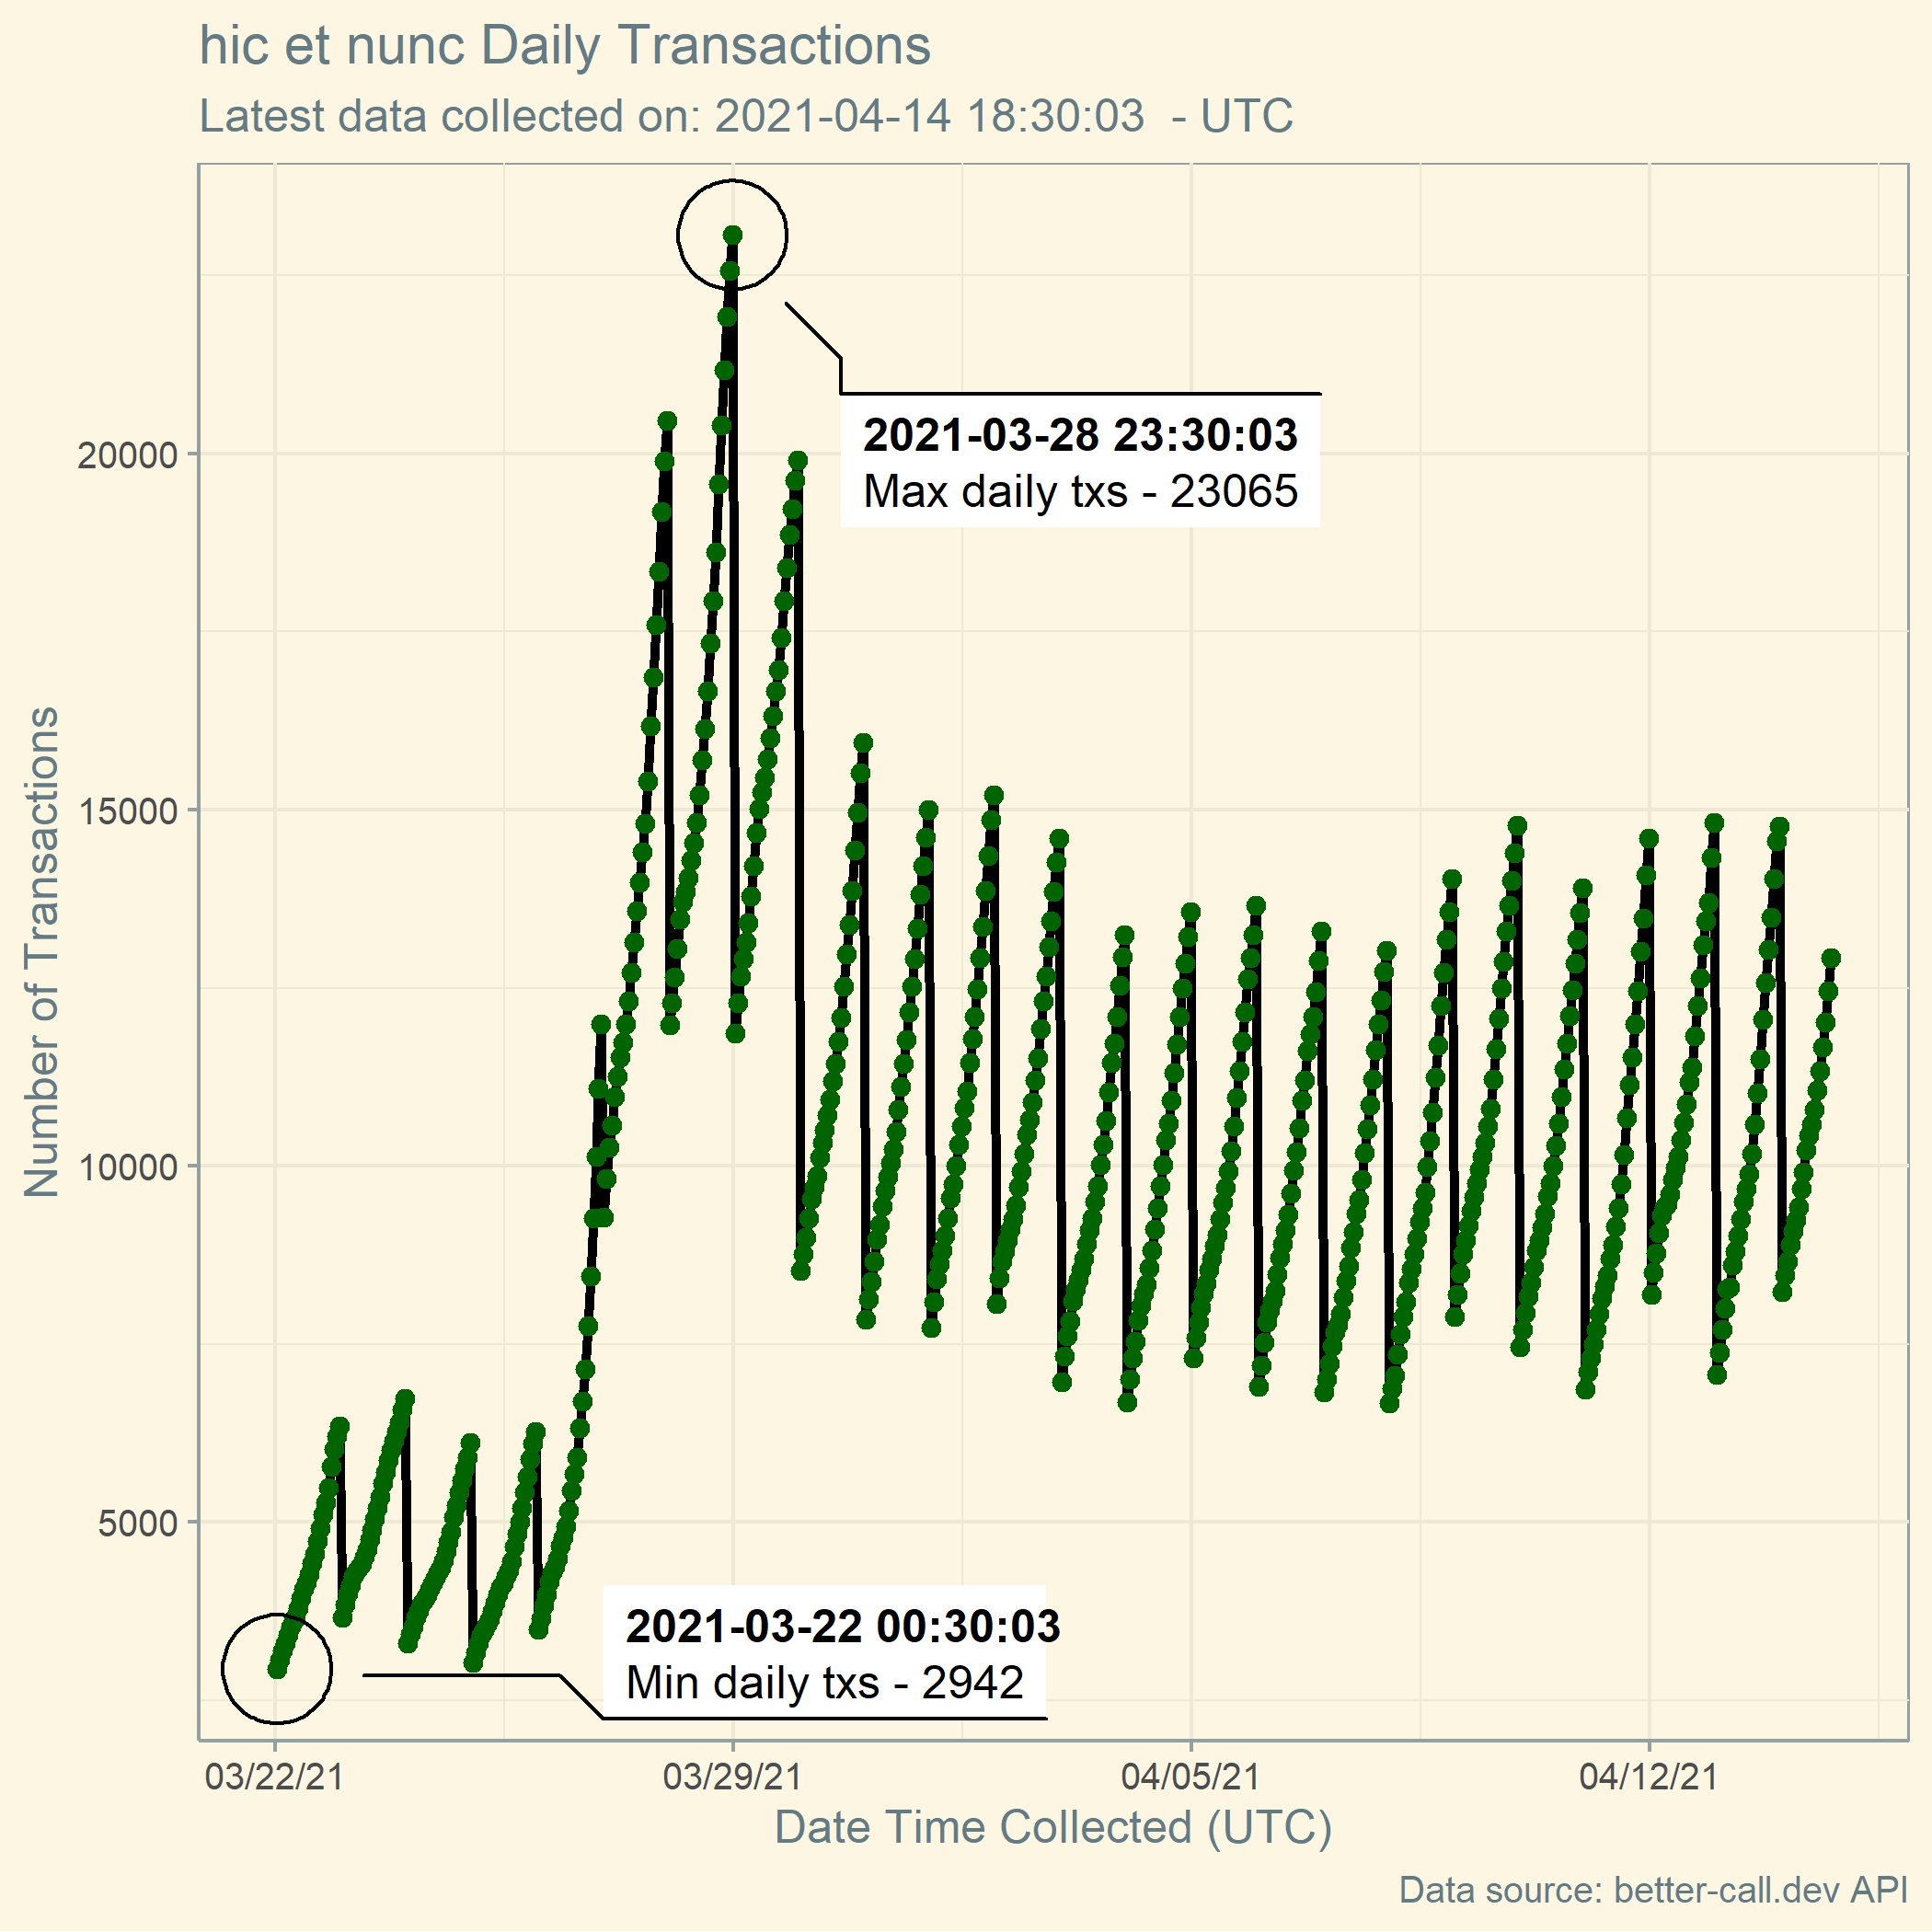 hic et nunc Daily Transactions
Latest data collected on: 2021-04-14 18:30:03  - UTC
Number of Transactions
20000
15000
10000
5000
2021-03-28 23:30:03
Max daily txs - 23065
2021-03-22 00:30:03
Min daily txs - 2942
03/22/21
03/29/21
04/05/21
04/12/21
Date Time Collected (UTC)
Data source: better-call.dev API